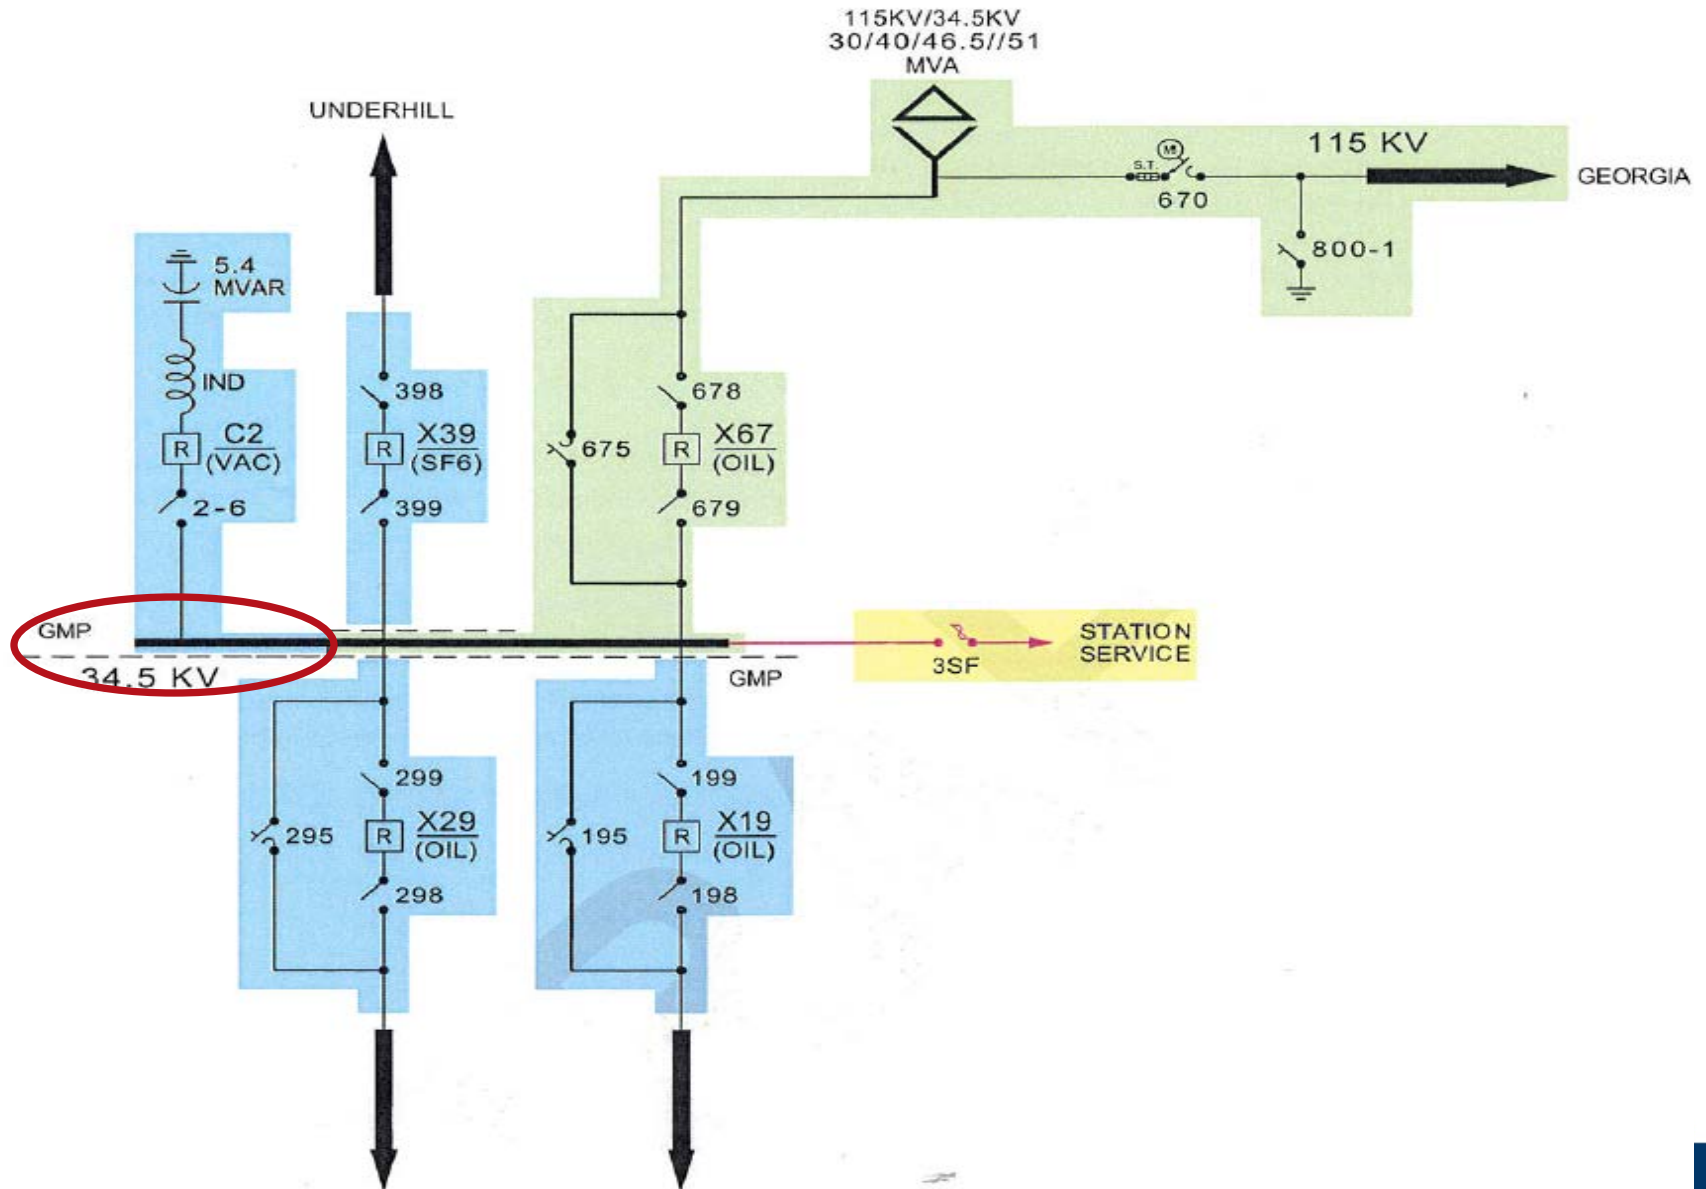 115KV/34.5KV
30/40/46.5//51
MVA
UNDERHILL
115 KV
GEORGIA
S.T.
M
670
800-1
5.4
MVAR
IND
398
678
R
C2
(VAC)
R
X39
(SF6)
675
R
X67
(OIL)
2-6
399
679
GMP
34.5 KV
GMP
3SF
STATION
SERVICE
299
199
295
R
X29
(OIL)
195
R
X19
(OIL)
298
198